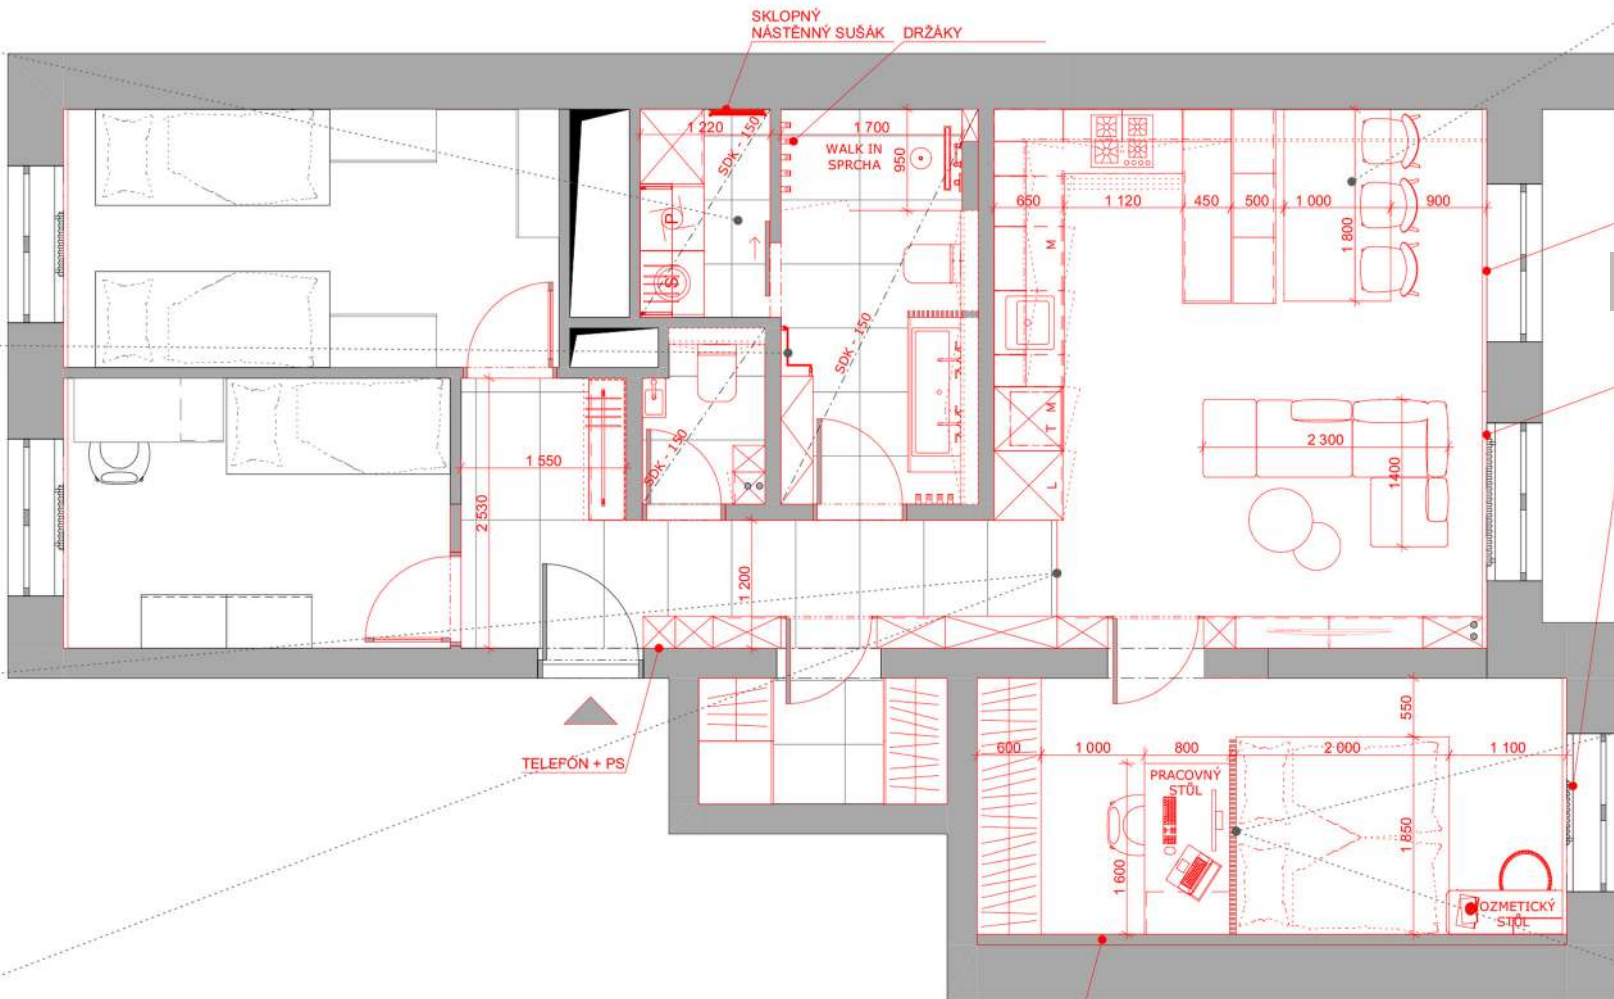 SKLOPNÝ
NÁSTĚNNÝ SUŠÁK
DRŽÁKY
1 220
SDK - 150
1 700
WALK IN
SPRCHA
950
P
S
SDK - 150
SDK - 150
650
1 120
450
500
1 000
900
1 800
M
T M
L
2 300
1400
1 550
2 530
1 200
TELEFÓN + PS
600
1 000
800
2 000
1 100
550
PRACOVNÝ
STŮL
1 600
1 850
OZMETICKÝ
STŮL